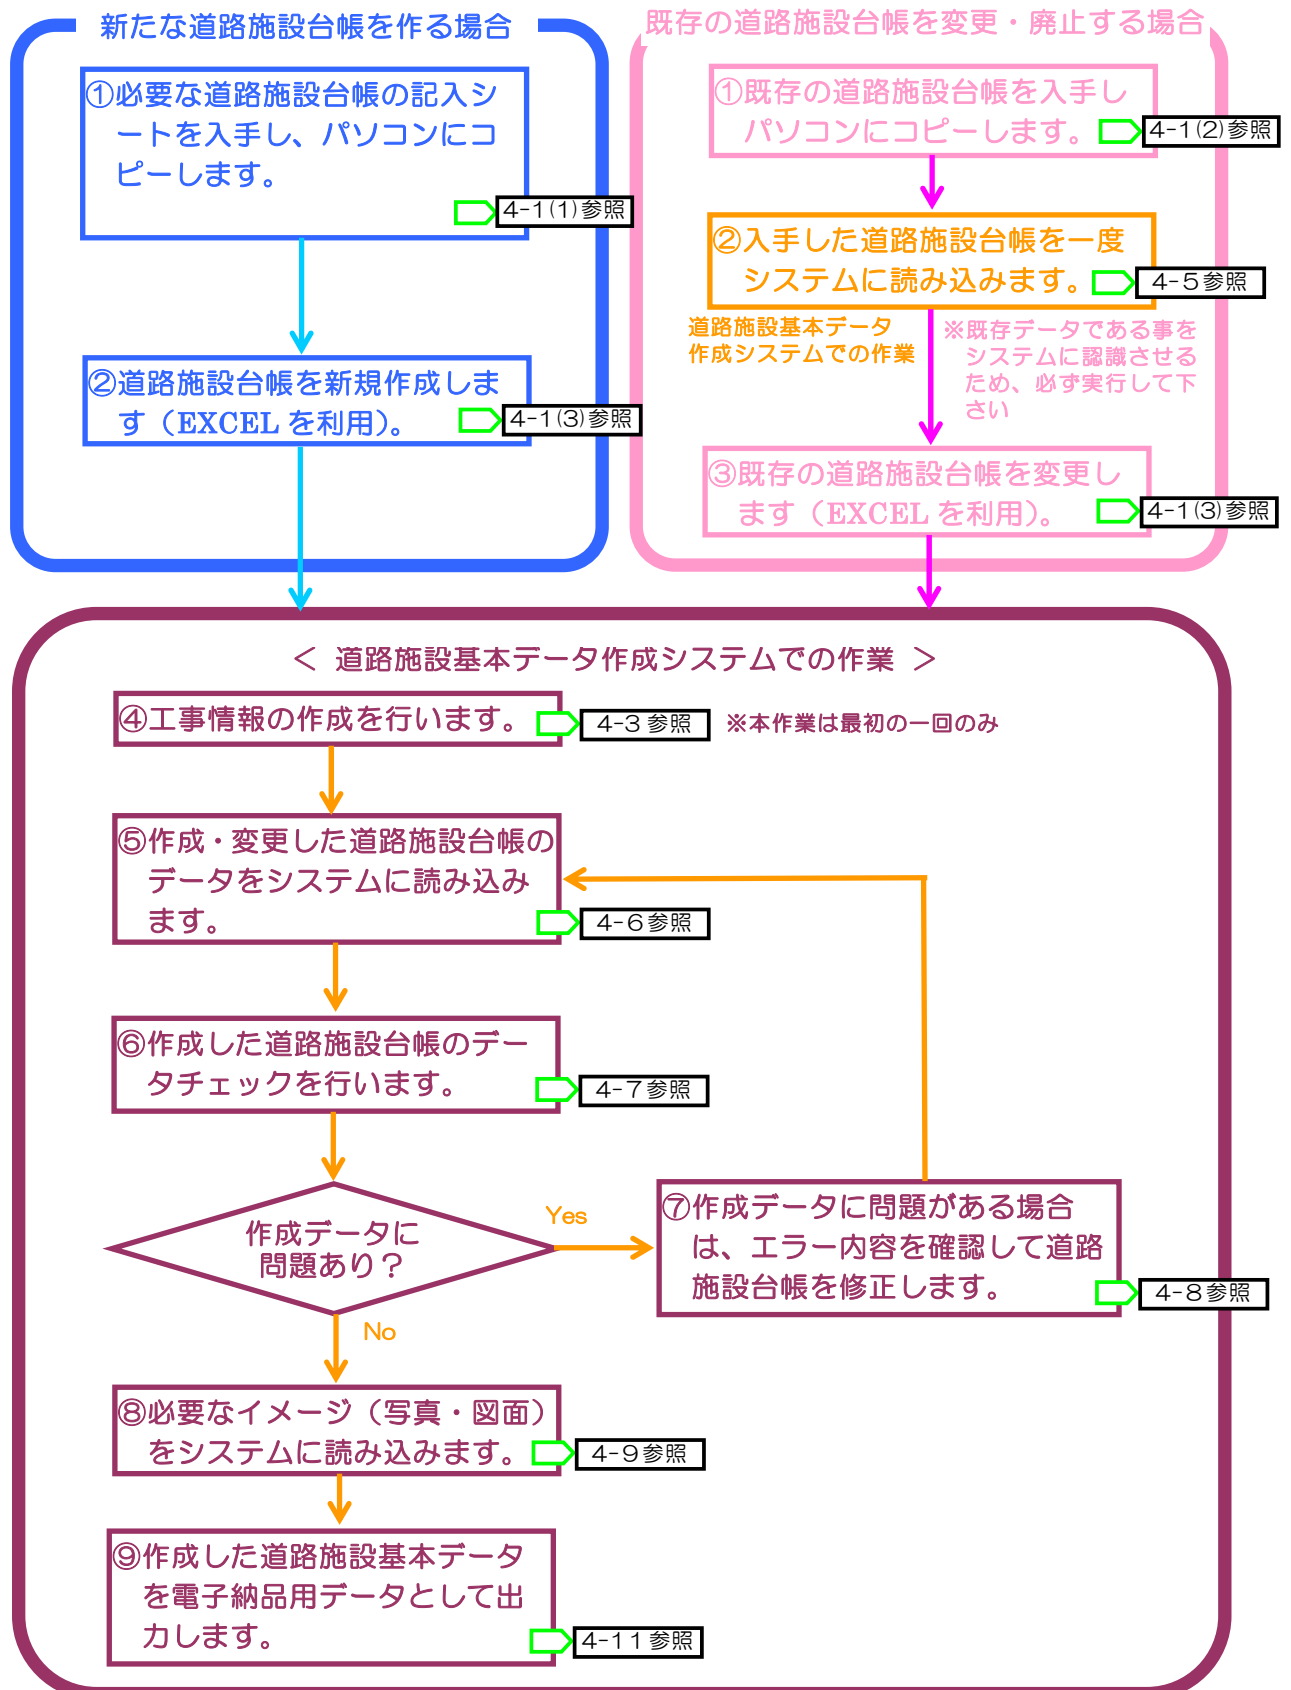 新たな道路施設台帳を作る場合
①必要な道路施設台帳の記入シ
ートを入手し、パソコンにコ
ピーします。
4-1(1)参照
②道路施設台帳を新規作成しま
す（EXCELを利用）。
4-1(3)参照
既存の道路施設台帳を変更・廃止する場合
①既存の道路施設台帳を入手し
パソコンにコピーします。
4-1(2)参照
②入手した道路施設台帳を一度
システムに読み込みます。
4-5参照
道路施設基本データ
作成システムでの作業
※既存データである事を
システムに認識させる
ため、必ず実行して下
さい
③既存の道路施設台帳を変更し
ます（EXCELを利用）。
4-1(3)参照
＜ 道路施設基本データ作成システムでの作業 ＞
④工事情報の作成を行います。
4-3参照
※本作業は最初の一回のみ
⑤作成・変更した道路施設台帳の
データをシステムに読み込み
ます。
4-6参照
⑥作成した道路施設台帳のデー
タチェックを行います。
4-7参照
作成データに
問題あり？
Yes
⑦作成データに問題がある場合
は、エラー内容を確認して道路
施設台帳を修正します。
4-8参照
No
⑧必要なイメージ（写真・図面）
をシステムに読み込みます。
4-9参照
⑨作成した道路施設基本データ
を電子納品用データとして出
力します。
4-11参照